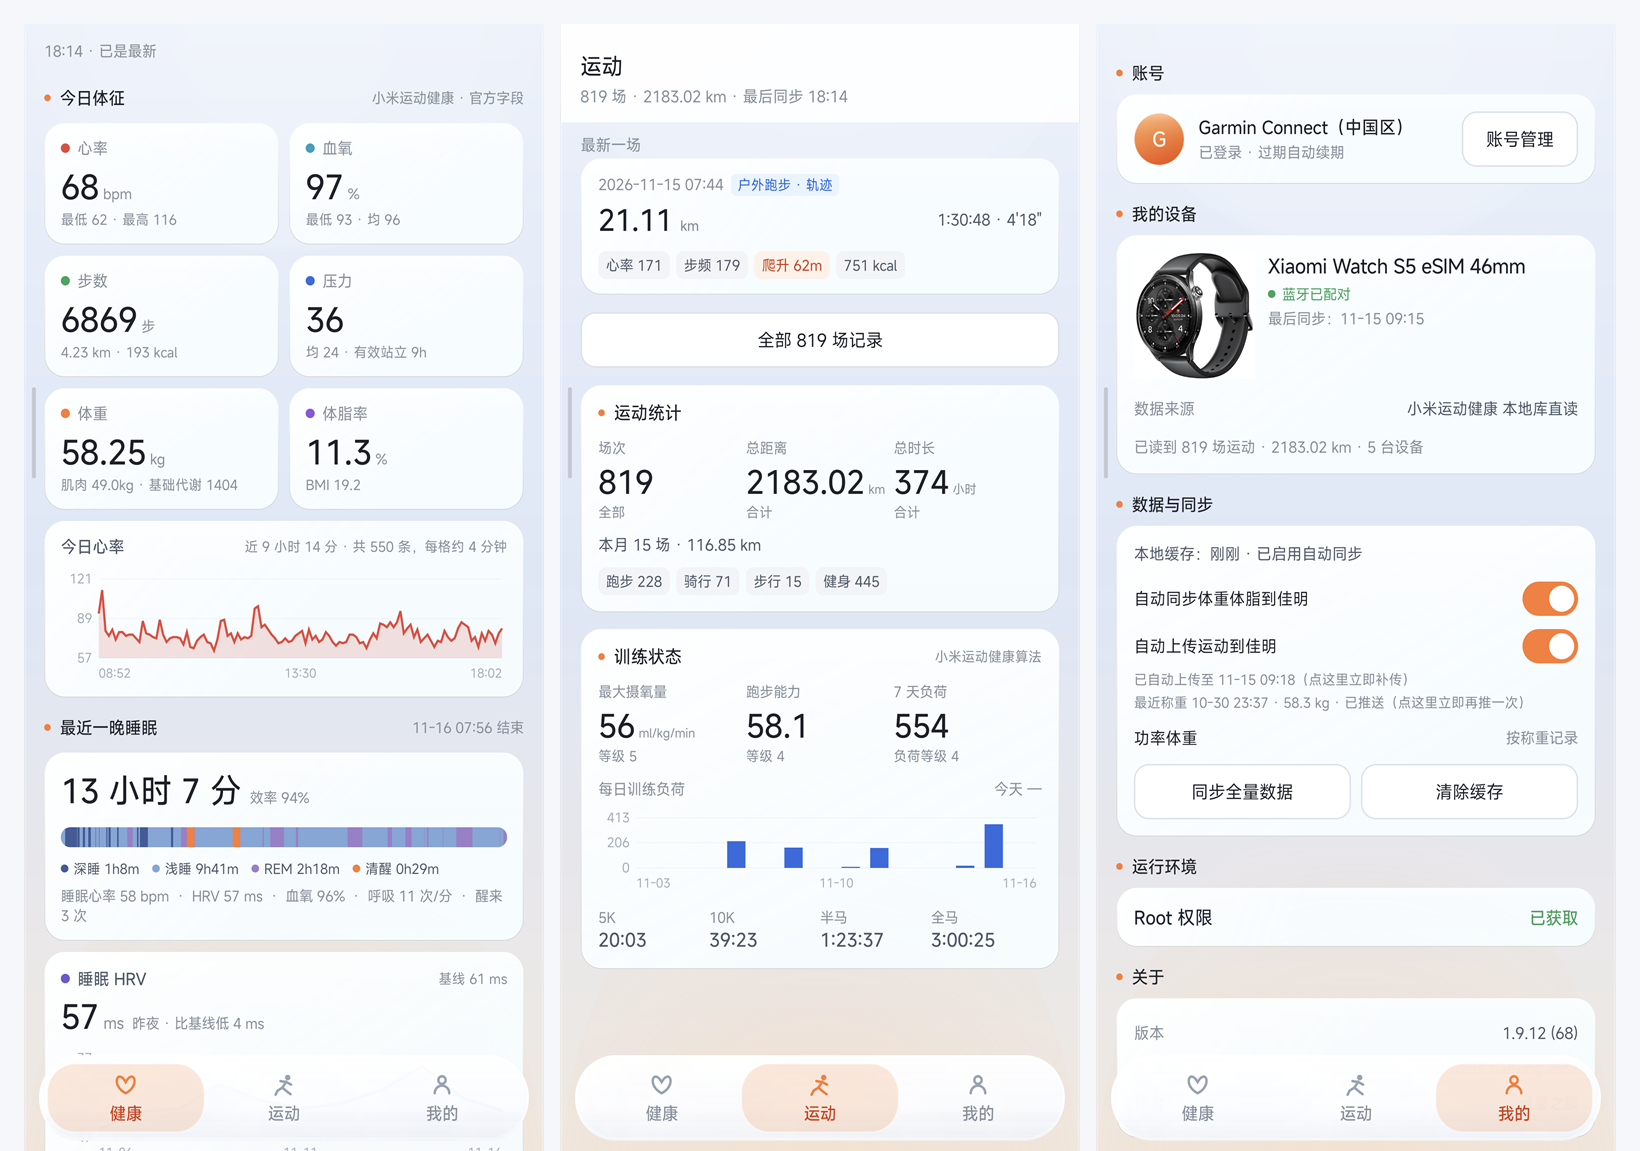 18:14 · 已是最新
今日体征
小米运动健康 · 官方字段
心率
68 bpm
最低 62 · 最高 116
血氧
97 %
最低 93 · 均 96
步数
6869 步
4.23 km · 193 kcal
压力
36
均 24 · 有效站立 9h
体重
58.25 kg
肌肉 49.0kg · 基础代谢 1404
体脂率
11.3 %
BMI 19.2
今日心率
近 9 小时 14 分 · 共 550 条，每格约 4 分钟
121
89
57
08:52
13:30
18:02
最近一晚睡眠
11-16 07:56 结束
13 小时 7 分 效率 94%
深睡 1h8m 浅睡 9h41m REM 2h18m 清醒 0h29m
睡眠心率 58 bpm · HRV 57 ms · 血氧 96% · 呼吸 11 次/分 · 醒来
3 次
睡眠 HRV
基线 61 ms
57 ms 昨夜 · 比基线低 4 ms
健康
运动
我的
运动
819 场 · 2183.02 km · 最后同步 18:14
最新一场
2026-11-15 07:44 户外跑步 · 轨迹
21.11 km
1:30:48 · 4'18"
心率 171 步频 179 爬升 62m 751 kcal
全部 819 场记录
运动统计
场次
819
全部
总距离
2183.02 km
合计
总时长
374 小时
合计
本月 15 场 · 116.85 km
跑步 228 骑行 71 步行 15 健身 445
训练状态
小米运动健康算法
最大摄氧量
56 ml/kg/min
等级 5
跑步能力
58.1
等级 4
7 天负荷
554
负荷等级 4
每日训练负荷
今天 —
413
206
0
11-03
11-10
11-16
5K
20:03
10K
39:23
半马
1:23:37
全马
3:00:25
健康
运动
我的
账号
G
Garmin Connect（中国区）
已登录 · 过期自动续期
账号管理
我的设备
Xiaomi Watch S5 eSIM 46mm
蓝牙已配对
最后同步：11-15 09:15
数据来源
小米运动健康 本地库直读
已读到 819 场运动 · 2183.02 km · 5 台设备
数据与同步
本地缓存：刚刚 · 已启用自动同步
自动同步体重体脂到佳明
自动上传运动到佳明
已自动上传至 11-15 09:18（点这里立即补传）
最近称重 10-30 23:37 · 58.3 kg · 已推送（点这里立即再推一次）
功率体重
按称重记录
同步全量数据
清除缓存
运行环境
Root 权限
已获取
关于
版本
1.9.12 (68)
健康
运动
我的